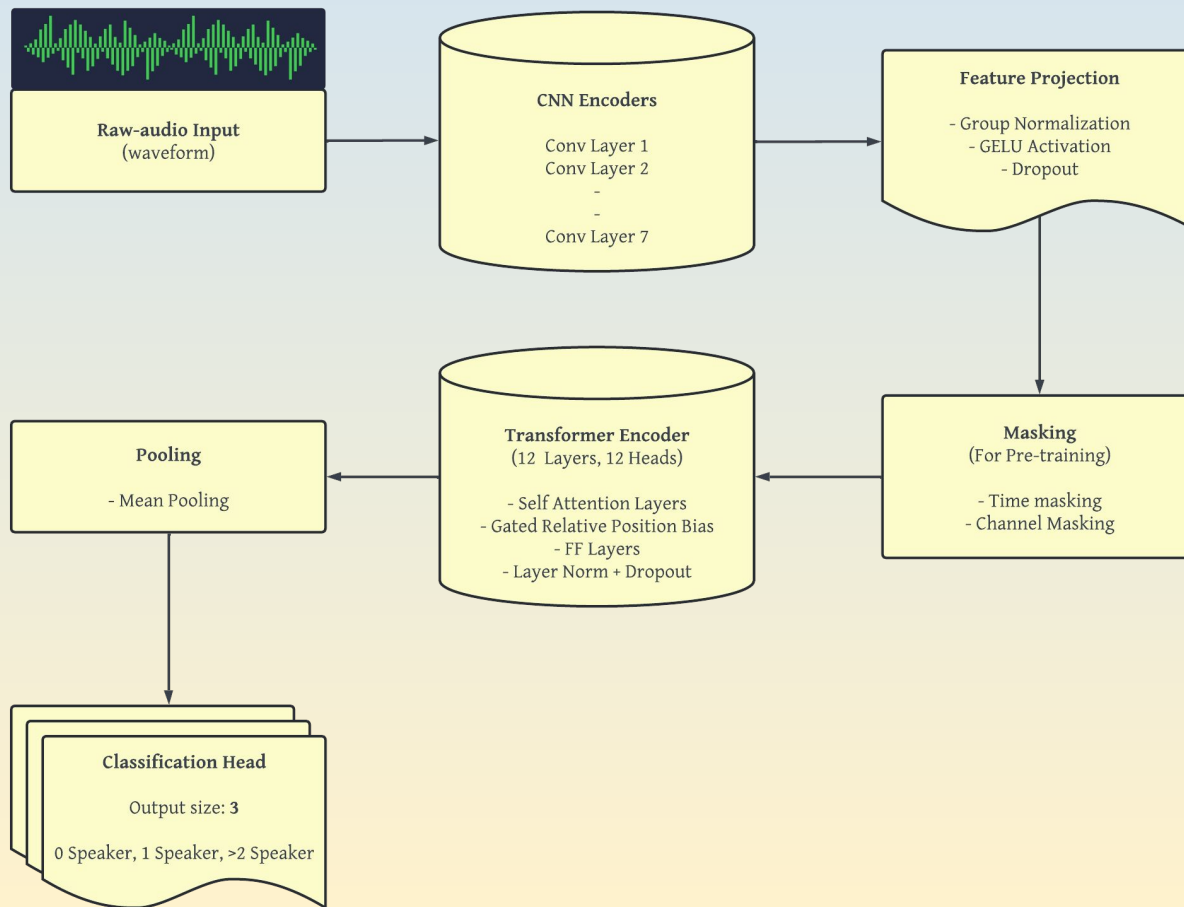 Raw-audio Input
(waveform)
CNN Encoders
Conv Layer 1
Conv Layer 2
-
-
Conv Layer 7
Feature Projection
- Group Normalization
- GELU Activation
- Dropout
Masking
(For Pre-training)
- Time masking
- Channel Masking
Transformer Encoder
(12 Layers, 12 Heads)
- Self Attention Layers
- Gated Relative Position Bias
- FF Layers
- Layer Norm + Dropout
Pooling
- Mean Pooling
Classification Head
Output size: 3
0 Speaker, 1 Speaker, >2 Speaker